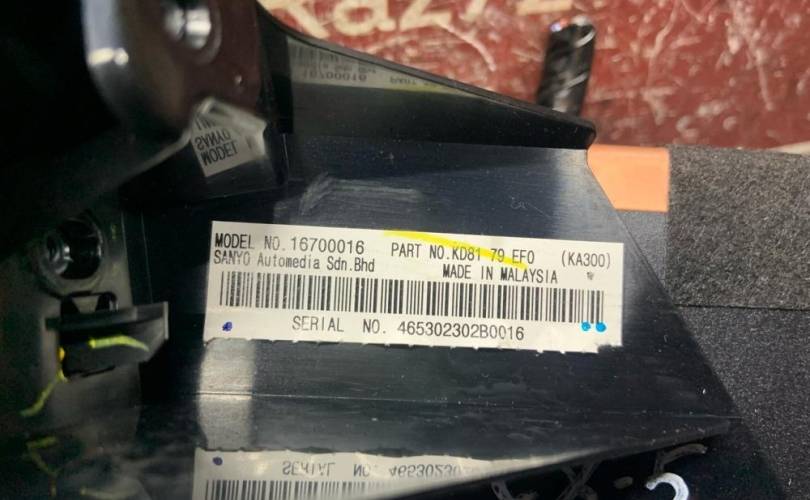 MODEL NO. 16700016 PART NO. KD81 79 EF0 (KA300)
SANYO Automedia Sdn.Bhd MADE IN MALAYSIA
SERIAL NO. 465302302B0016